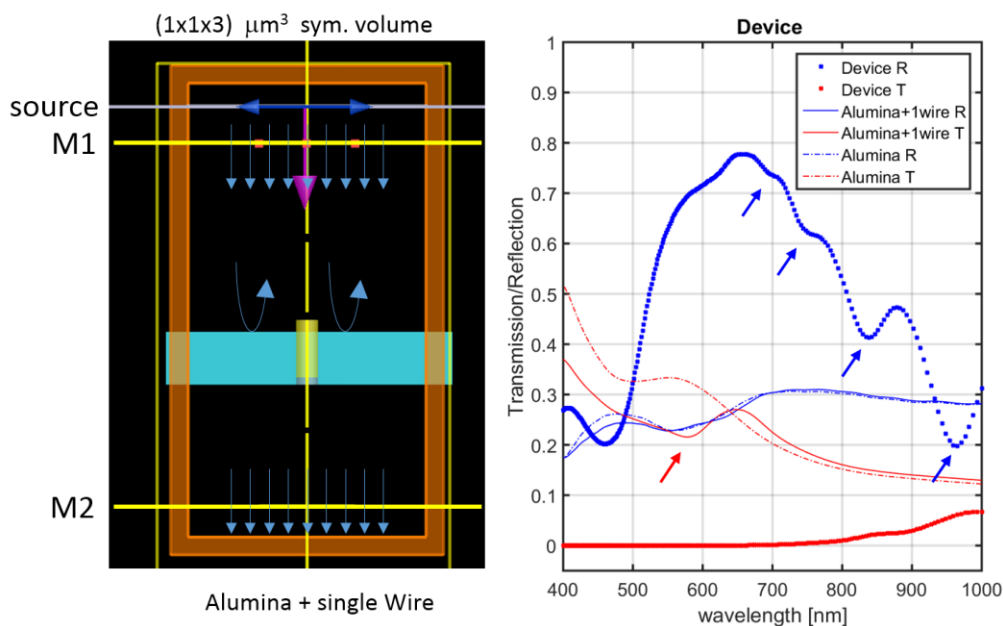 (1x1x3) μm³ sym. volume
source
M1
M2
Alumina + single Wire
Device
Device R
Device T
Alumina+1wire R
Alumina+1wire T
Alumina R
Alumina T
Transmission/Reflection
1
0.9
0.8
0.7
0.6
0.5
0.4
0.3
0.2
0.1
0
400 500 600 700 800 900 1000
wavelength [nm]